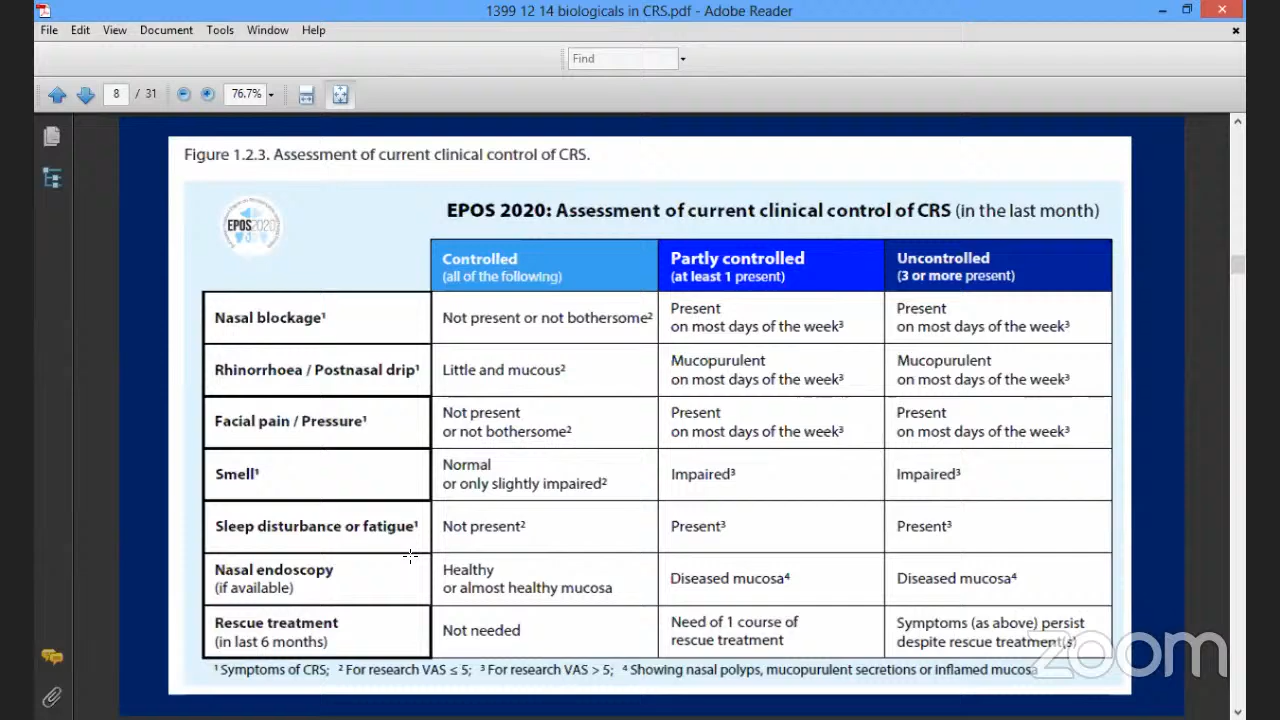 1399 12 14 biologicals in CRS.pdf - Adobe Reader
File Edit View Document Tools Window Help
Find
8 / 31 76.7%
Figure 1.2.3. Assessment of current clinical control of CRS.
EPOS2020
EPOS 2020: Assessment of current clinical control of CRS (in the last month)
Controlled
(all of the following)
Partly controlled
(at least 1 present)
Uncontrolled
(3 or more present)
Nasal blockage¹
Not present or not bothersome²
Present
on most days of the week³
Present
on most days of the week³
Rhinorrhoea / Postnasal drip¹
Little and mucous²
Mucopurulent
on most days of the week³
Mucopurulent
on most days of the week³
Facial pain / Pressure¹
Not present
or not bothersome²
Present
on most days of the week³
Present
on most days of the week³
Smell¹
Normal
or only slightly impaired²
Impaired³
Impaired³
Sleep disturbance or fatigue¹
Not present²
Present³
Present³
Nasal endoscopy
(if available)
Healthy
or almost healthy mucosa
Diseased mucosa⁴
Diseased mucosa⁴
Rescue treatment
(in last 6 months)
Not needed
Need of 1 course of
rescue treatment
Symptoms (as above) persist
despite rescue treatment(s)
¹ Symptoms of CRS; ² For research VAS ≤ 5; ³ For research VAS > 5; ⁴ Showing nasal polyps, mucopurulent secretions or inflamed mucosa
zoom